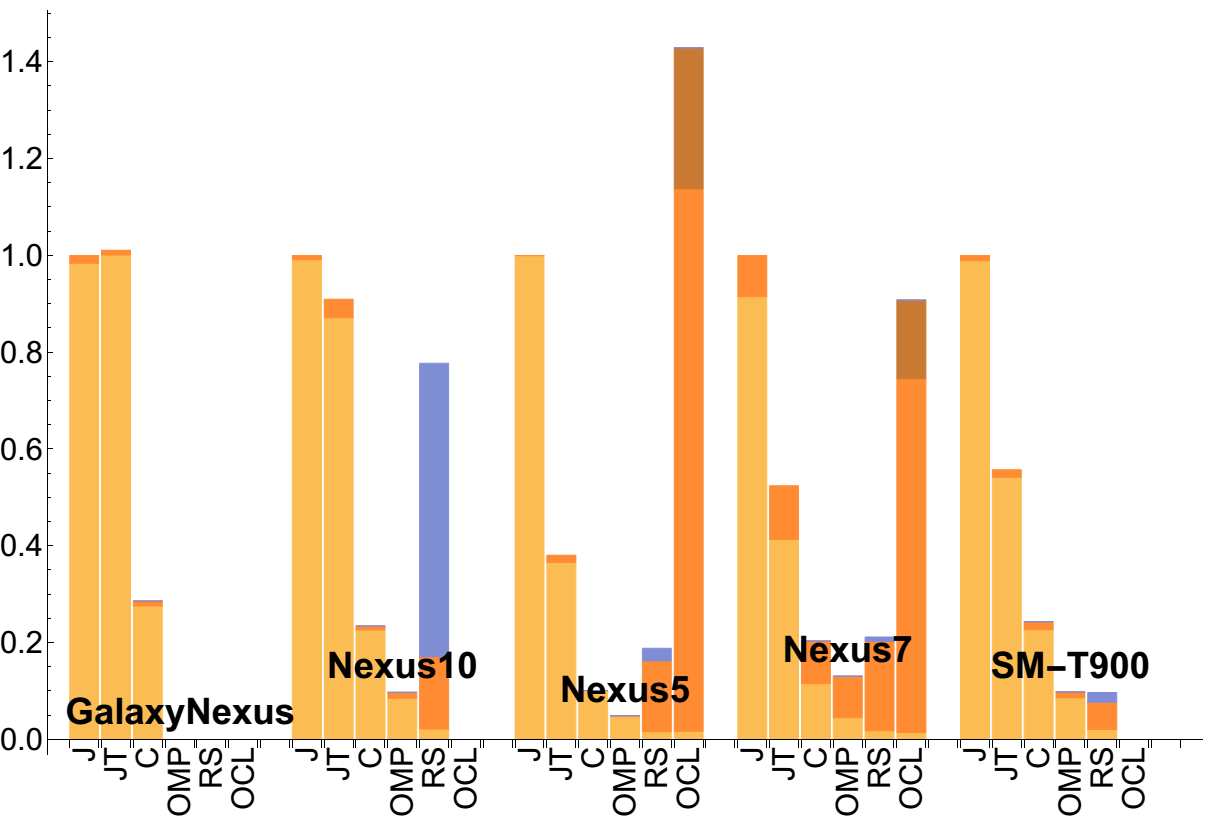 1.4
1.2
1.0
0.8
0.6
0.4
0.2
0.0
GalaxyNexus
Nexus10
Nexus5
Nexus7
SM−T900
J JT C OMP RS OCL J JT C OMP RS OCL J JT C OMP RS OCL J JT C OMP RS OCL J JT C OMP RS OCL